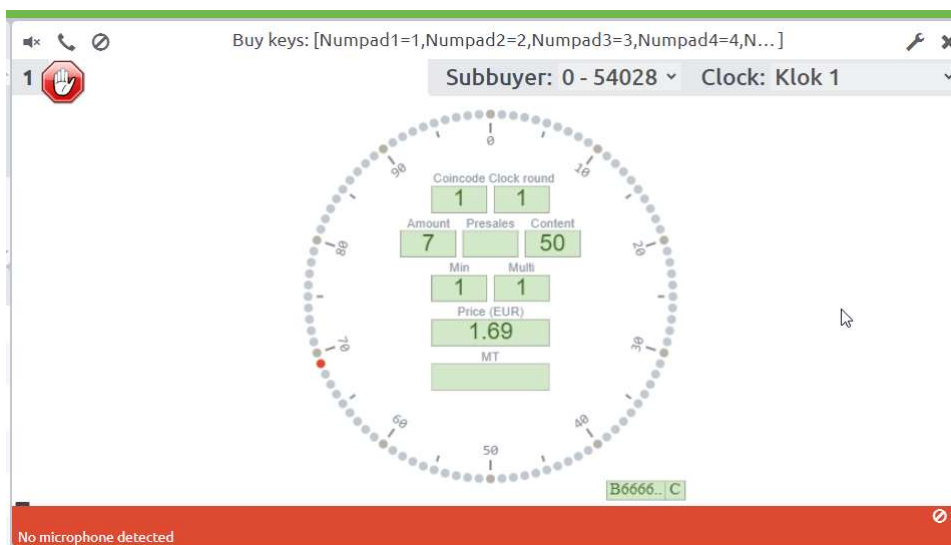 Buy keys: [Numpad1=1,Numpad2=2,Numpad3=3,Numpad4=4,N... ]
1 Subbuyer: 0 - 54028 Clock: Klok 1
0
90 10
Coincode Clock round
1 1
Amount Presales Content
7 50
80 20
Min Multi
1 1
Price (EUR)
1.69
70 30
MT
60 40
50
B6666.. C
No microphone detected